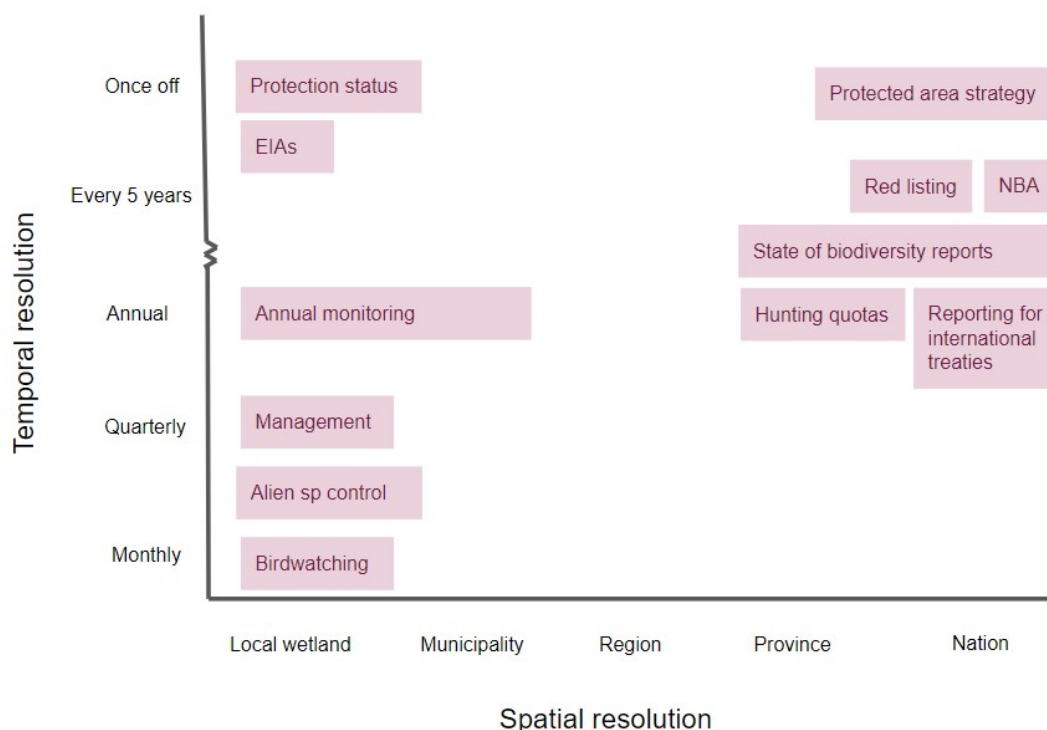 Once off
Protection status
Protected area strategy
EIAs
Every 5 years
Red listing
NBA
State of biodiversity reports
Annual
Annual monitoring
Hunting quotas
Reporting for
international
treaties
Quarterly
Management
Alien sp control
Monthly
Birdwatching
Temporal resolution
Local wetland
Municipality
Region
Province
Nation
Spatial resolution